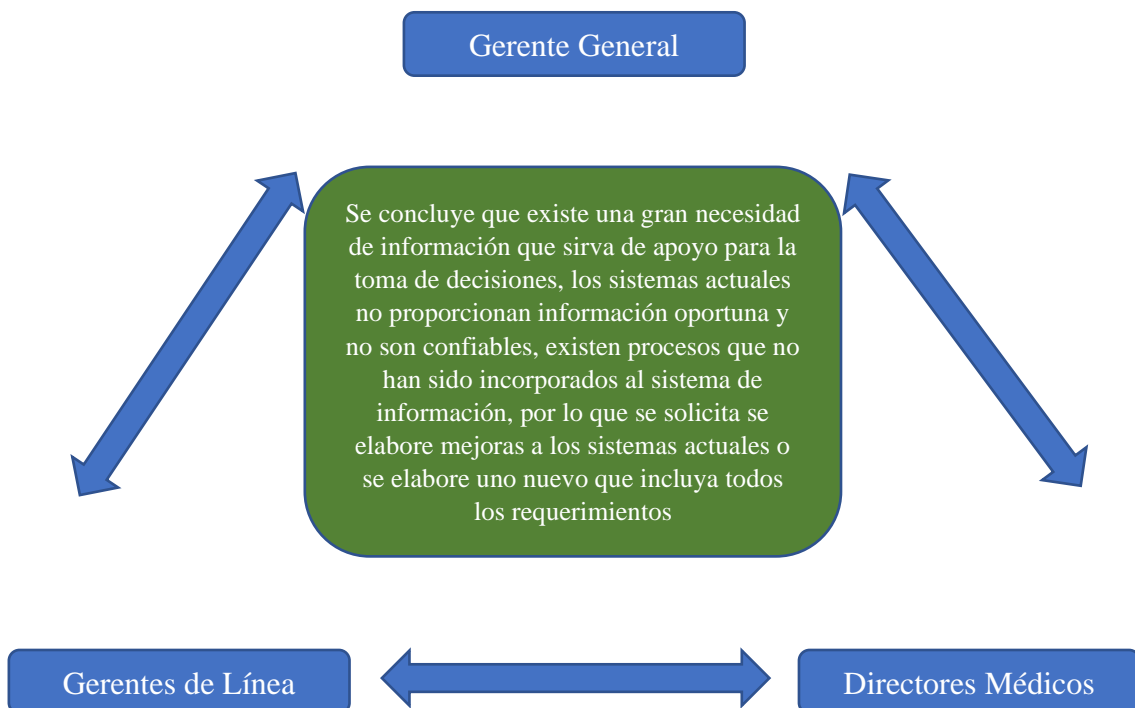 Gerente General
Se concluye que existe una gran necesidad
de información que sirva de apoyo para la
toma de decisiones, los sistemas actuales
no proporcionan información oportuna y
no son confiables, existen procesos que no
han sido incorporados al sistema de
información, por lo que se solicita se
elabore mejoras a los sistemas actuales o
se elabore uno nuevo que incluya todos
los requerimientos
Gerentes de Línea
Directores Médicos